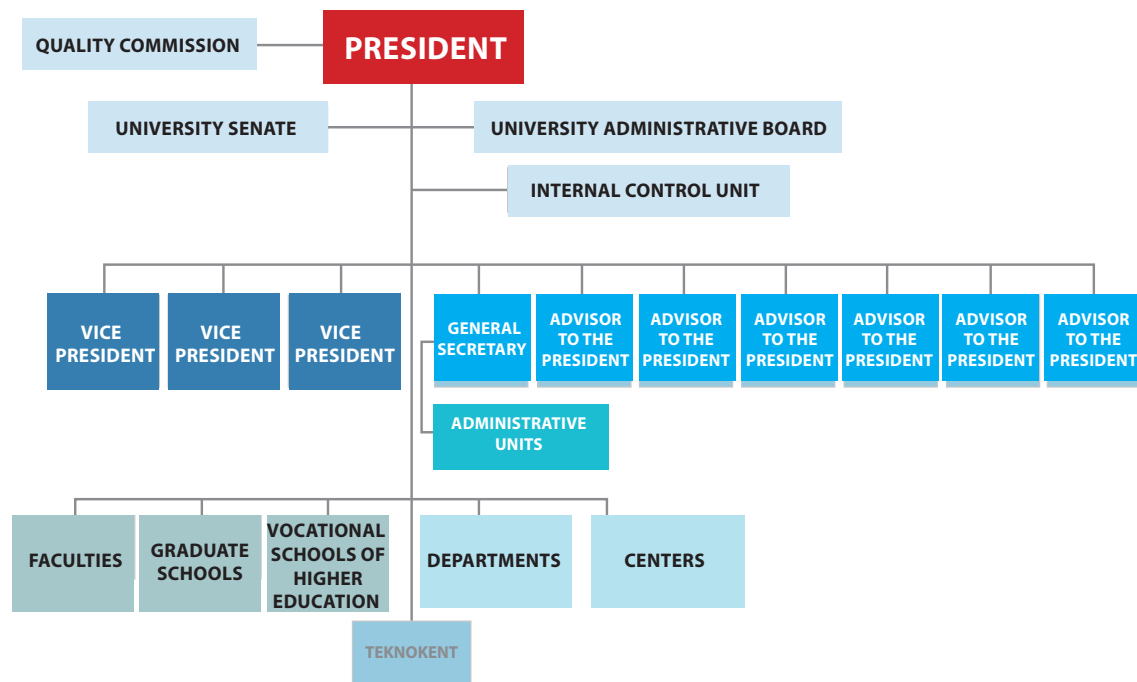 QUALITY COMMISSION
PRESIDENT
UNIVERSITY SENATE
UNIVERSITY ADMINISTRATIVE BOARD
INTERNAL CONTROL UNIT
VICE
PRESIDENT
VICE
PRESIDENT
VICE
PRESIDENT
GENERAL
SECRETARY
ADVISOR
TO THE
PRESIDENT
ADVISOR
TO THE
PRESIDENT
ADVISOR
TO THE
PRESIDENT
ADVISOR
TO THE
PRESIDENT
ADVISOR
TO THE
PRESIDENT
ADVISOR
TO THE
PRESIDENT
ADMINISTRATIVE
UNITS
FACULTIES
GRADUATE
SCHOOLS
VOCATIONAL
SCHOOLS OF
HIGHER
EDUCATION
DEPARTMENTS
CENTERS
TEKNOKENT